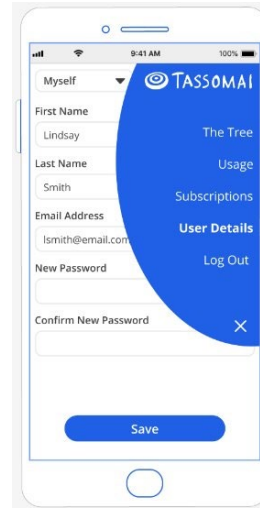 9:41 AM 100%
Myself
TASSOMAI
First Name
Lindsay
The Tree
Last Name
Usage
Smith
Subscriptions
Email Address
User Details
lsmith@email.com
Log Out
New Password
Confirm New Password
Save